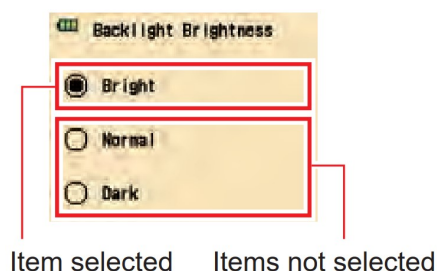 Backlight Brightness
Bright
Normal
Dark
Item selected Items not selected